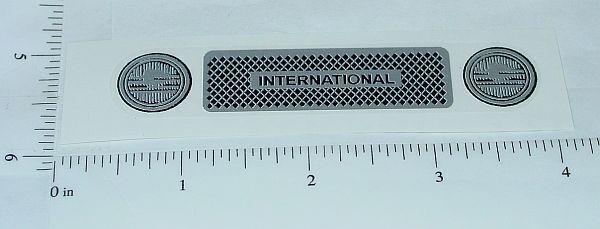 5
INTERNATIONAL
6
0 in 1 2 3 4